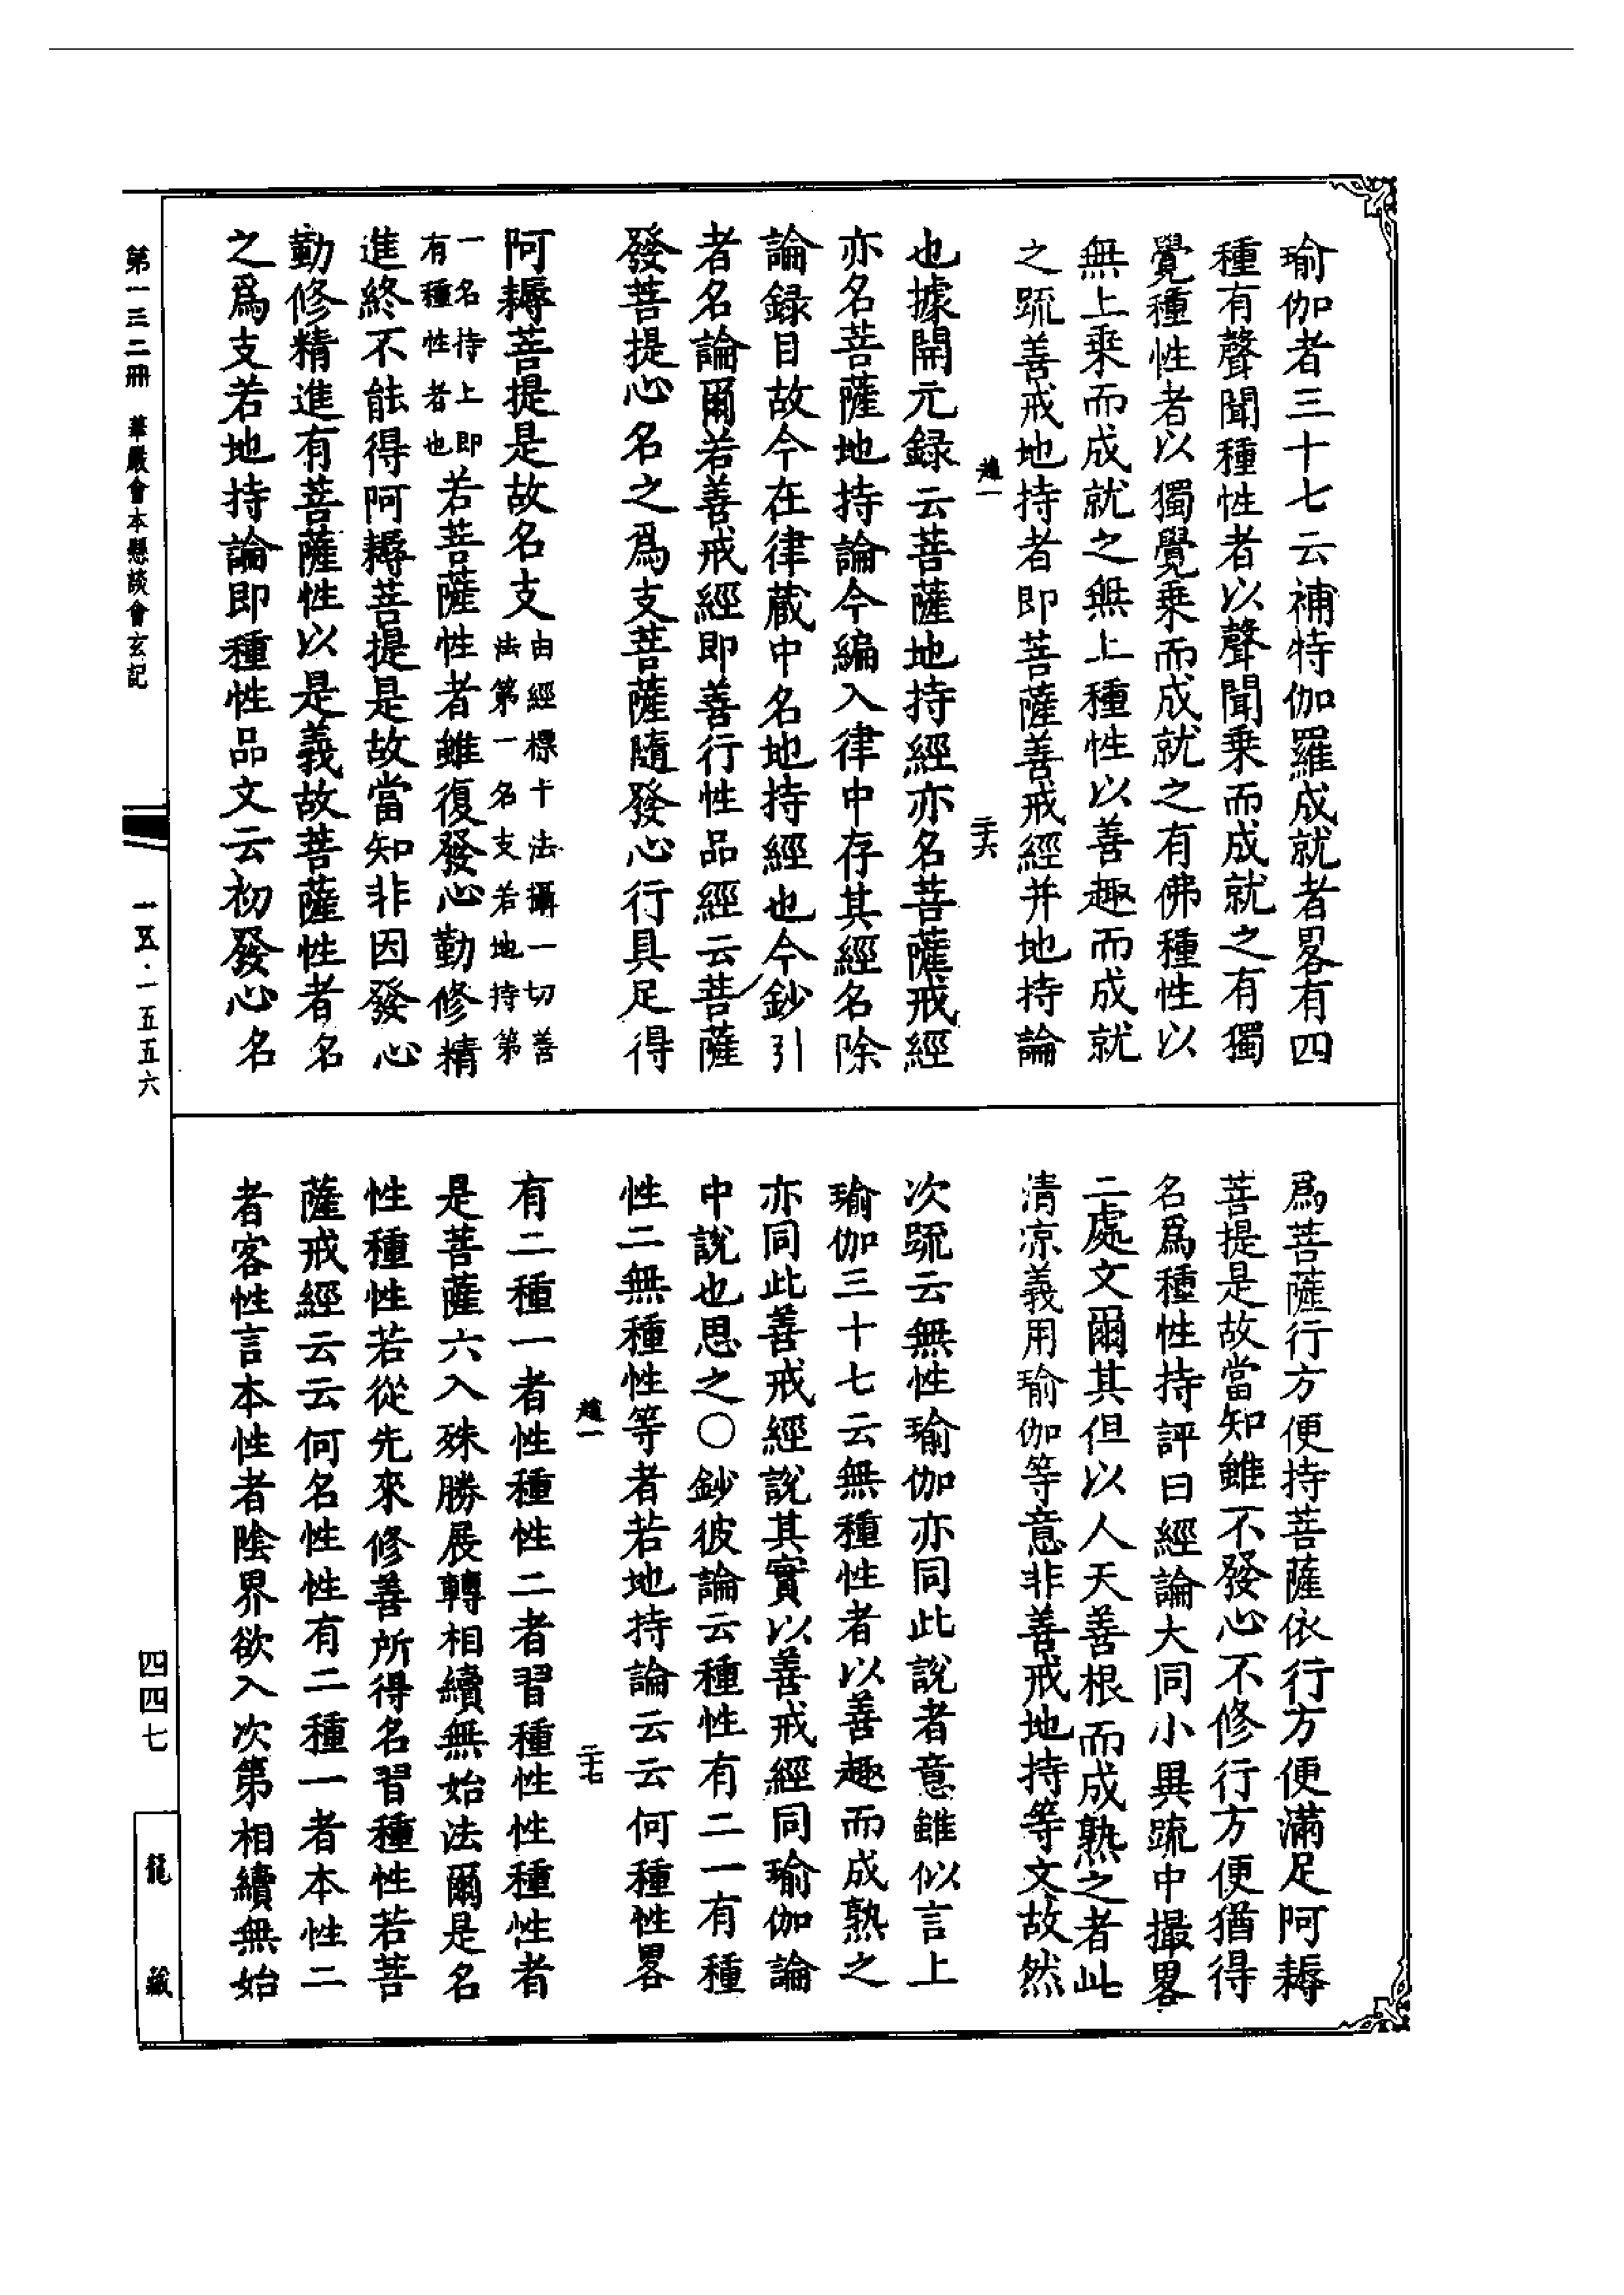 瑜伽者三十七云補特伽羅成就者畧有四
種有聲聞種性者以聲聞乘而成就之有獨
覺種性者以獨覺乘而成就之有佛種性以
無上乘而成就之無上種性以善趣而成就
之䟽善戒地持者即菩薩善戒經并地持論
趙一
二十六
也據開元録云菩薩地持經亦名菩薩戒經
亦名菩薩地持論今編入律中存其經名除
論録目故今在律蔵中名地持經也今鈔引
者名論爾若善戒經即善行性品經云菩薩
發菩提心名之爲支菩薩隨發心行具足得
阿耨菩提是故名支由經標十法攝一切善
法第一名支若地持第
一名持上即
有種性者也若菩薩性者雖復發心勤修精
進終不能得阿耨菩提是故當知非因發心
勤修精進有菩薩性以是義故菩薩性者名
之爲支若地持論即種性品文云初發心名
爲菩薩行方便持菩薩依行方便滿足阿耨
菩提是故當知雖不發心不修行方便猶得
名爲種性持評曰經論大同小異䟽中撮畧
二處文爾其但以人天善根而成熟之者此
清凉義用瑜伽等意非善戒地持等文故然
次䟽云無性瑜伽亦同此說者意雖似言上
瑜伽三十七云無種性者以善趣而成熟之
亦同此善戒經說其實以善戒經同瑜伽論
中說也思之〇鈔彼論云種性有二一有種
性二無種性等者若地持論云云何種性畧
趙一
二十七
有二種一者性種性二者習種性性種性者
是菩薩六入殊勝展轉相續無始法爾是名
性種性若從先來修善所得名習種性若菩
薩戒經云云何名性性有二種一者本性二
者客性言本性者陰界欲入次第相續無始
第一三二冊　華嚴會本懸談會玄記
一五·一五五六
四四七
龍藏